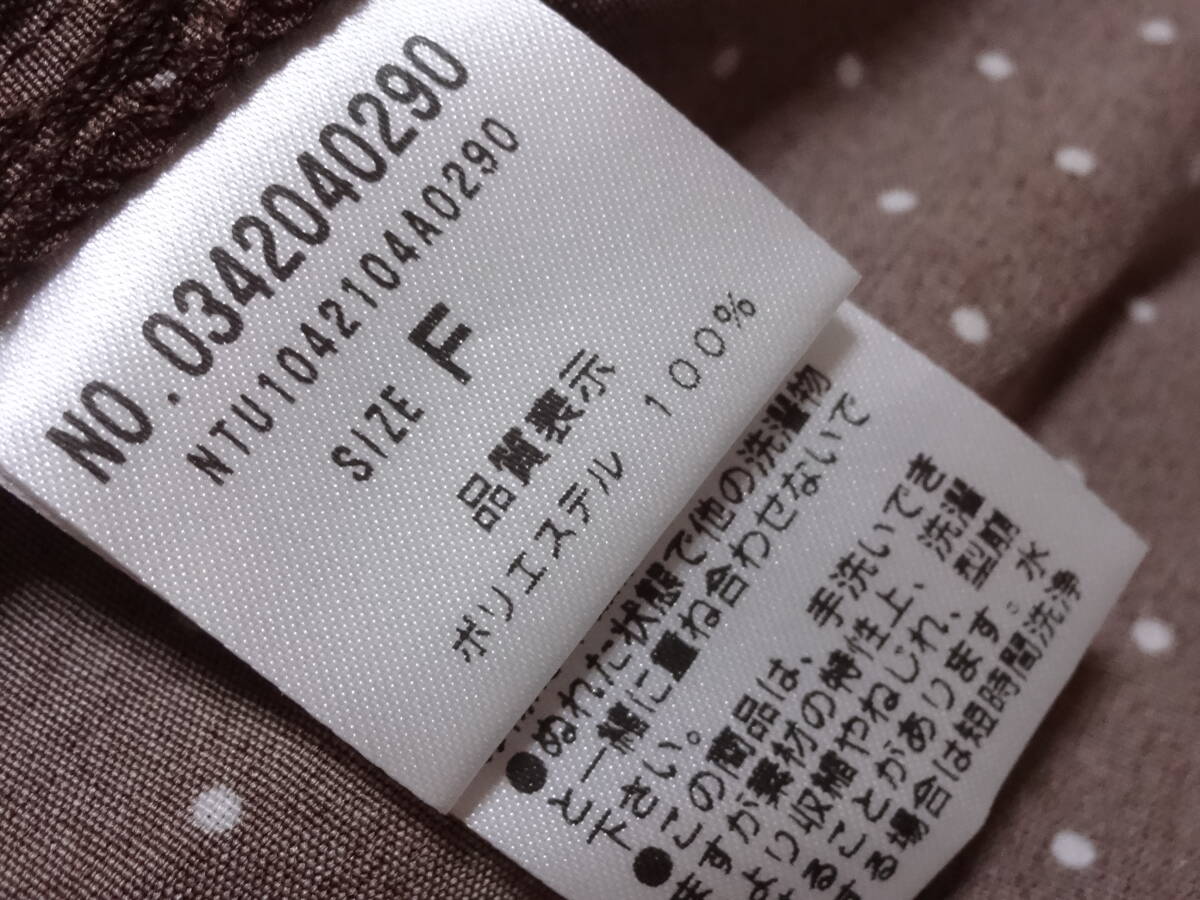 NO.0342040290
NTU1042104A0290
SIZE F
品質表示
ポリエステル 100%
●ぬれた状態で他の洗濯物
と一緒に重ね合わせないで
下さい。
●この商品は、手洗いでき
ますが素材の特性上、洗濯
より収縮やねじれ、型崩
することがあります。水
する場合は短時間洗浄